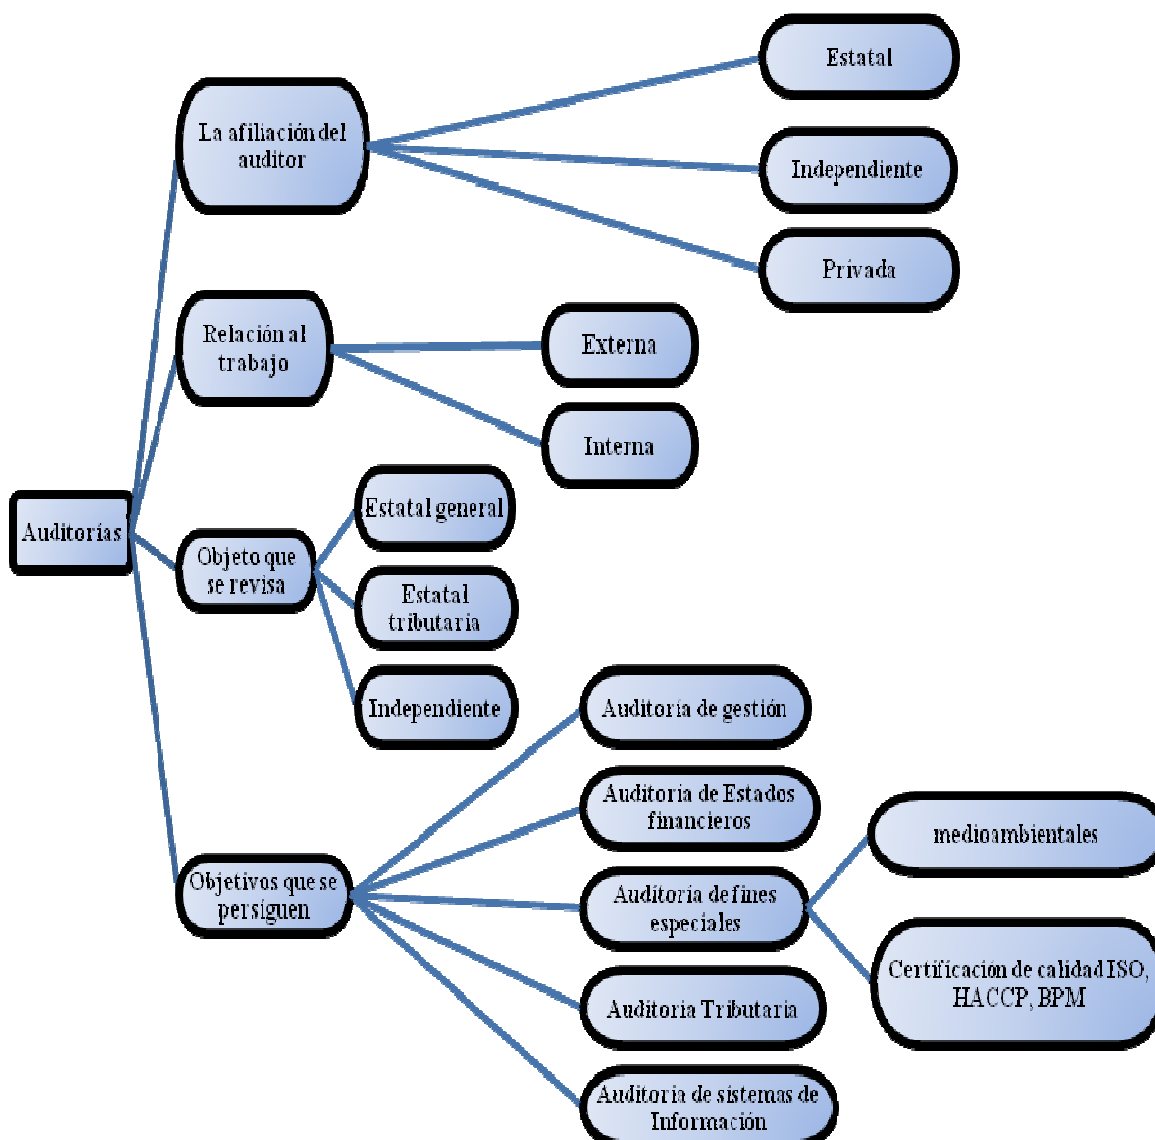 Auditorías
La afiliación del
auditor
Estatal
Independiente
Privada
Relación al
trabajo
Externa
Interna
Objeto que
se revisa
Estatal general
Estatal
tributaria
Independiente
Objetivos que se
persiguen
Auditoría de gestión
Auditoría de Estados
financieros
Auditoría de fines
especiales
medioambientales
Certificación de calidad ISO,
HACCP, BPM
Auditoria Tributaria
Auditoria de sistemas de
Información